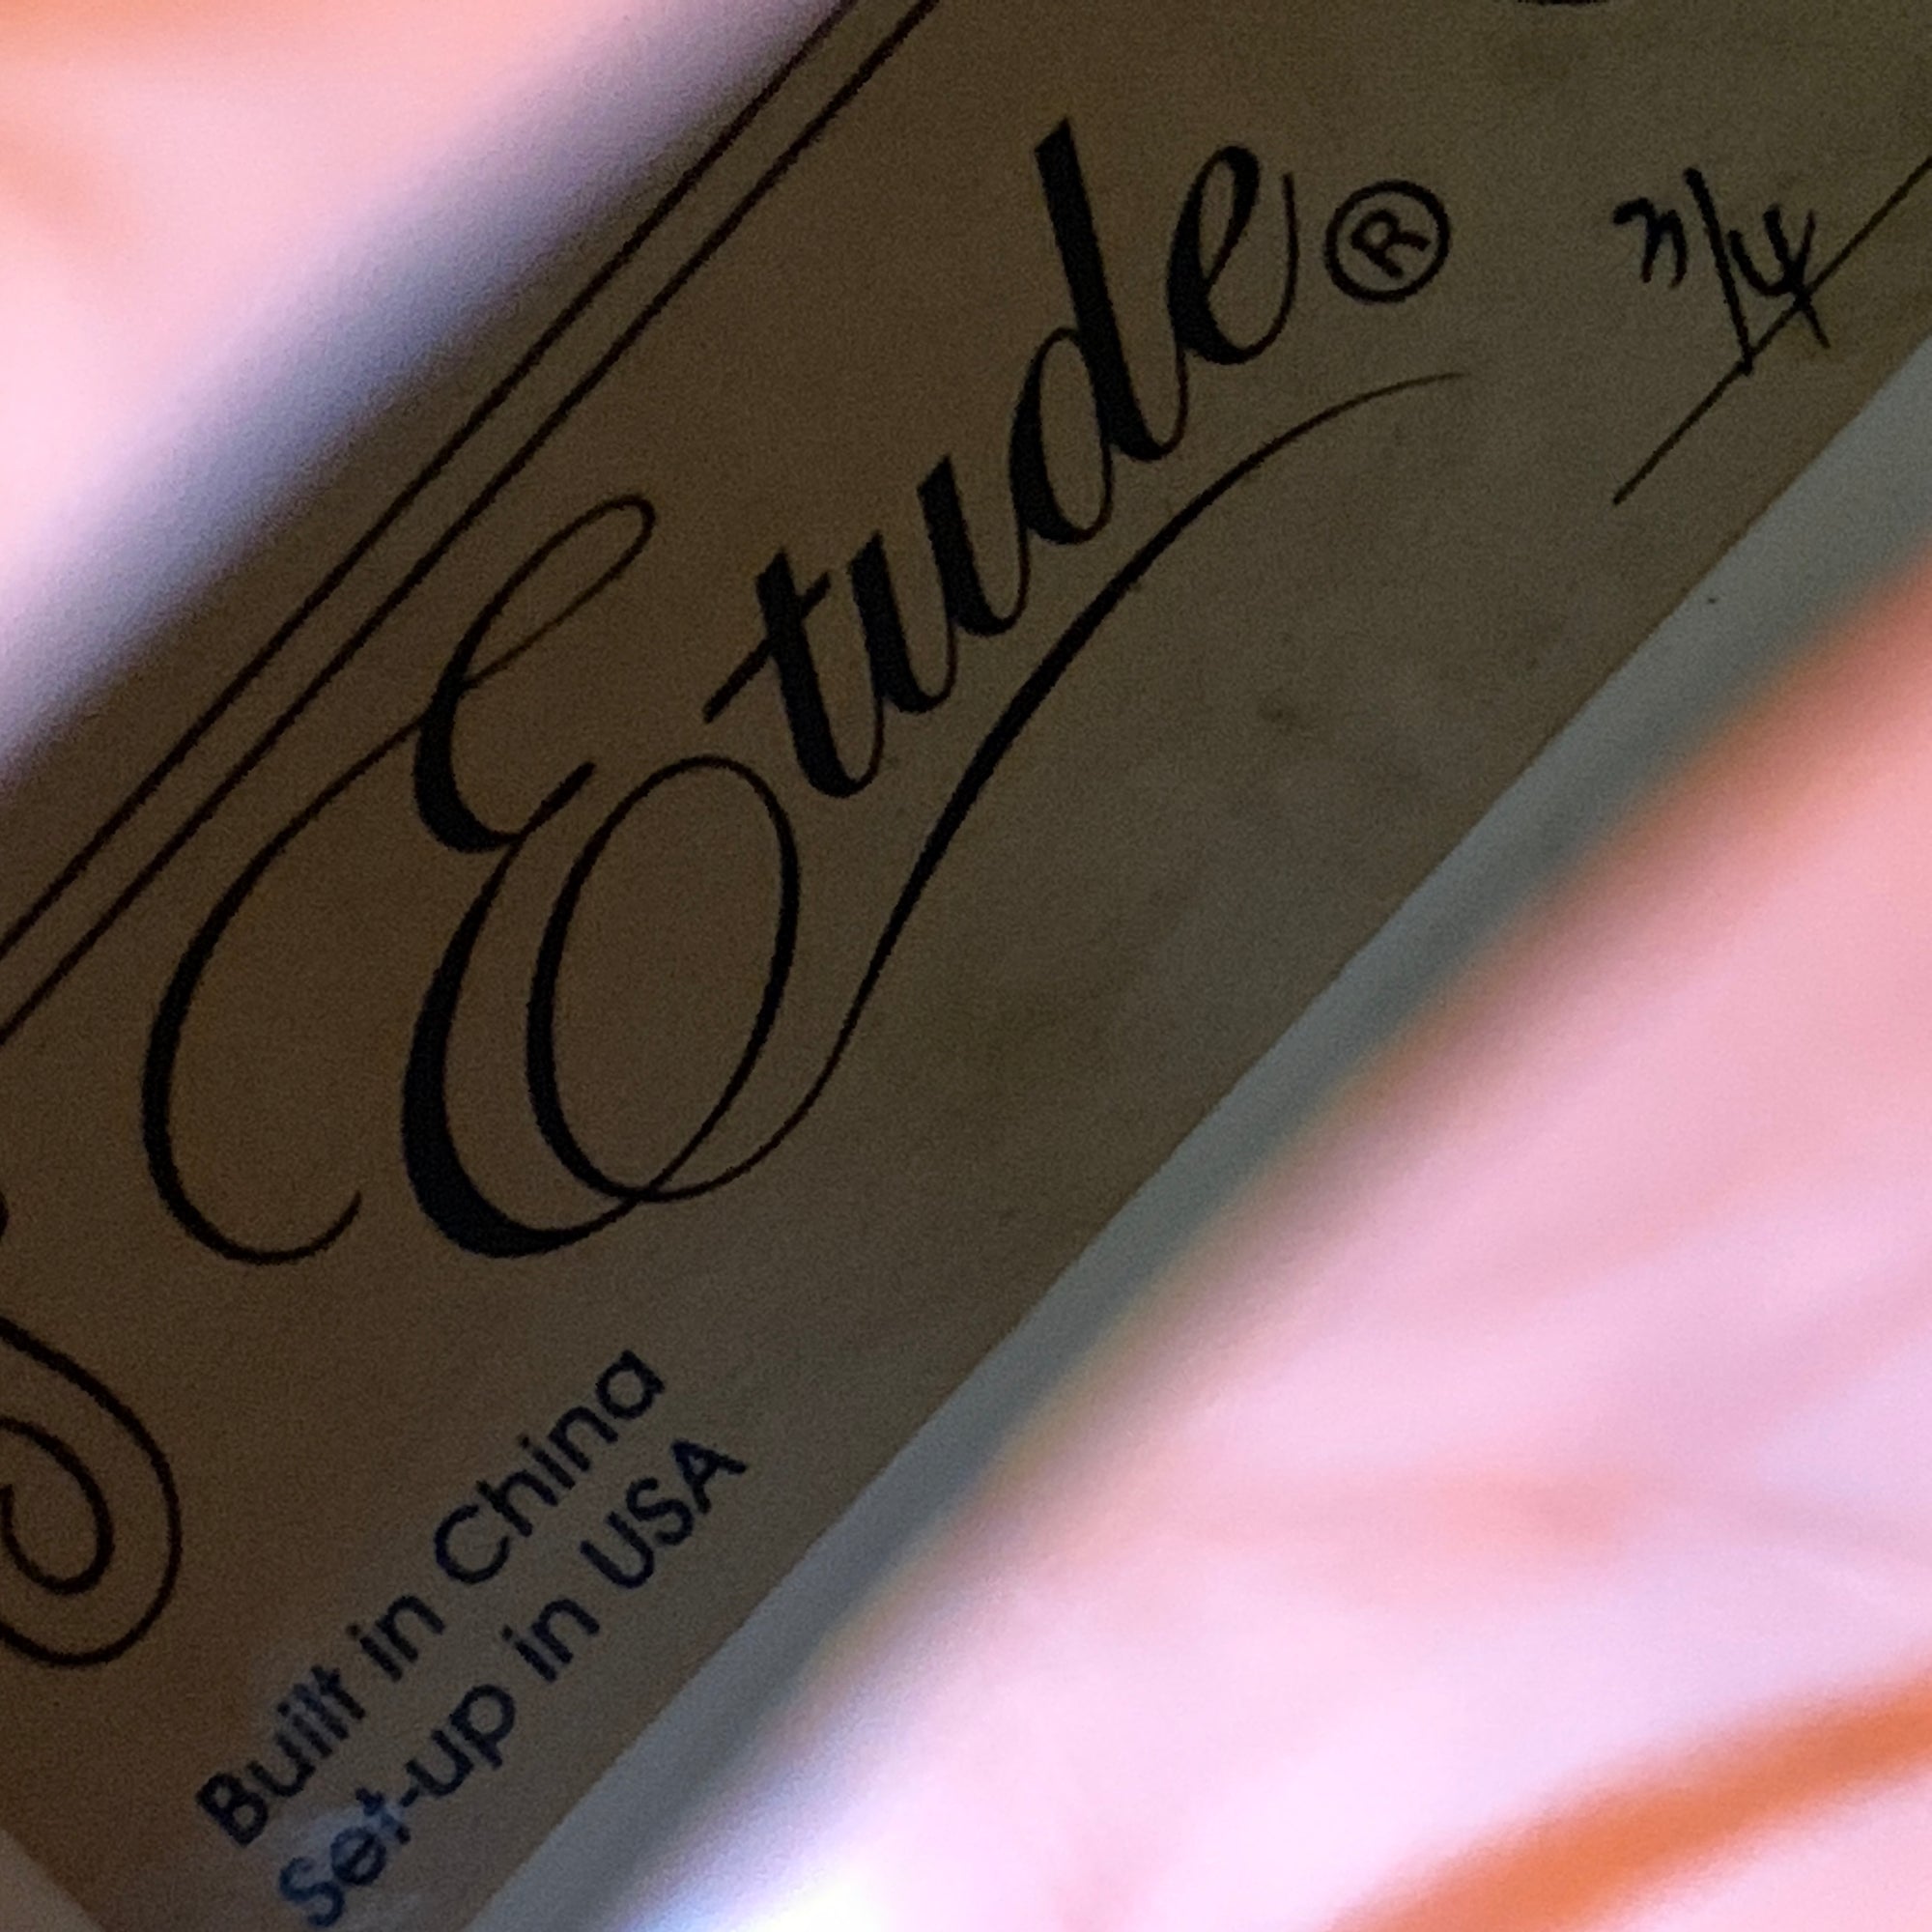 Etude® 3/4
Built in China
Set-up in USA